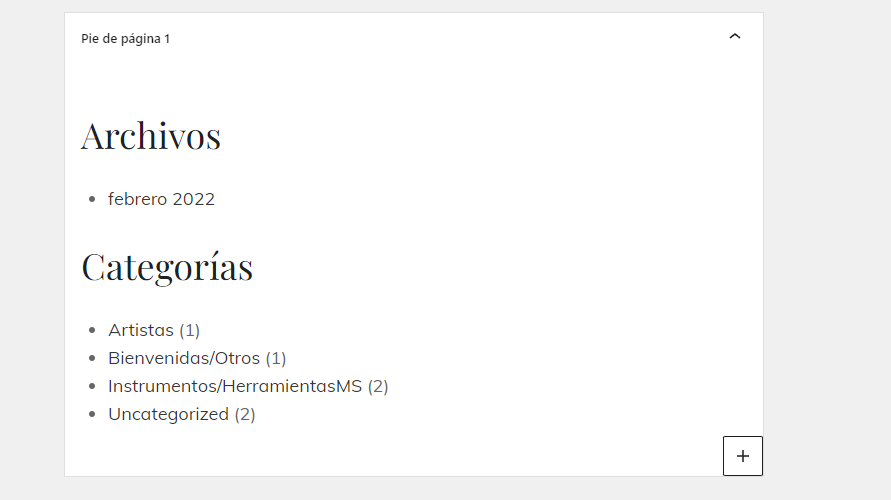 Pie de página 1
Archivos
febrero 2022
Categorías
Artistas (1)
Bienvenidas/Otros (1)
Instrumentos/HerramientasMS (2)
Uncategorized (2)